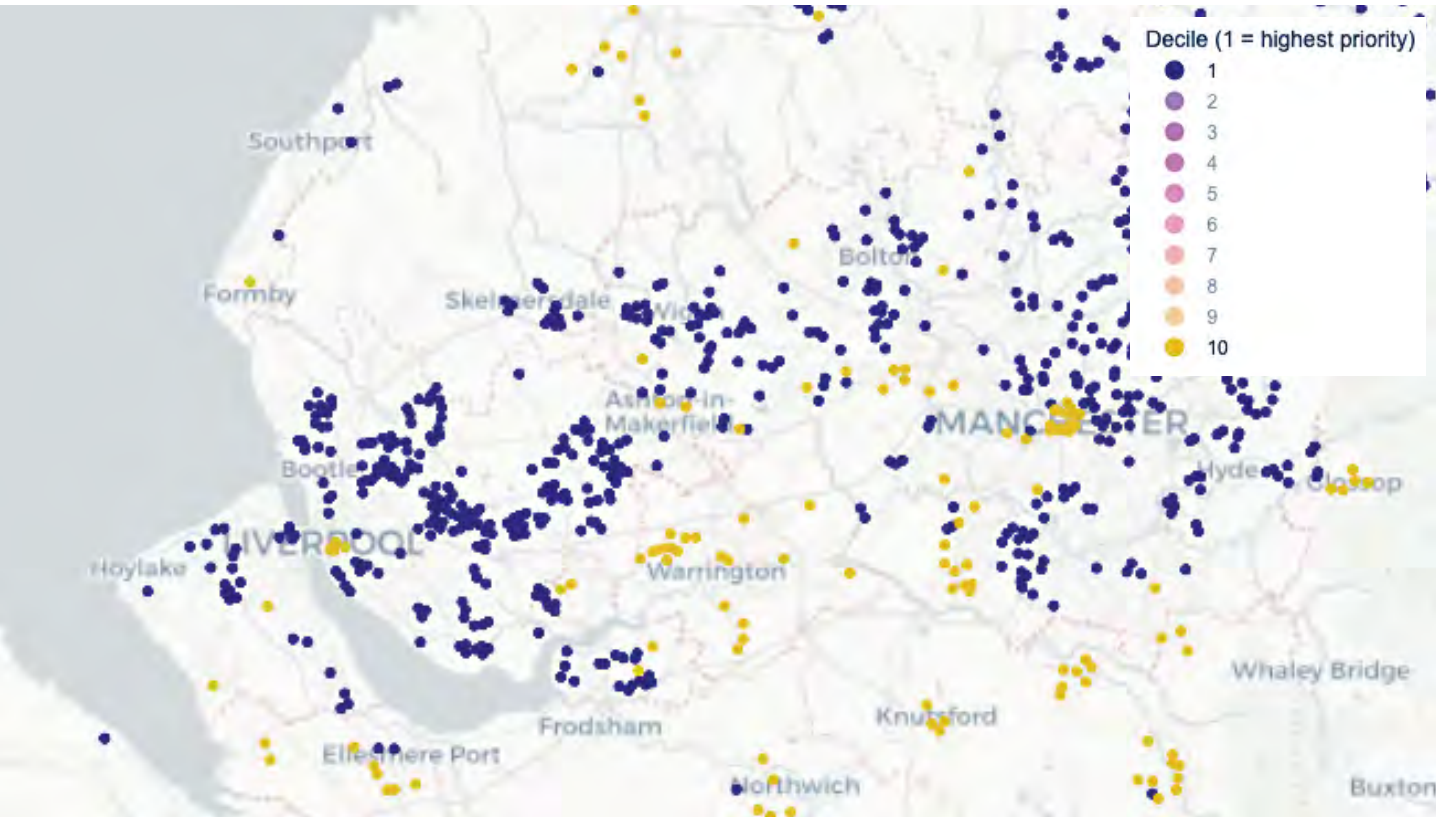 Decile (1 = highest priority)
1
2
3
4
5
6
7
8
9
10
Southport
Bolton
Formby
Skelmersdale
Wigan
Ashton-in-
Makerfield
MANCHESTER
Bootle
Hyde
Glossop
LIVERPOOL
Hoylake
Warrington
Whaley Bridge
Knutsford
Frodsham
Ellesmere Port
Northwich
Buxton